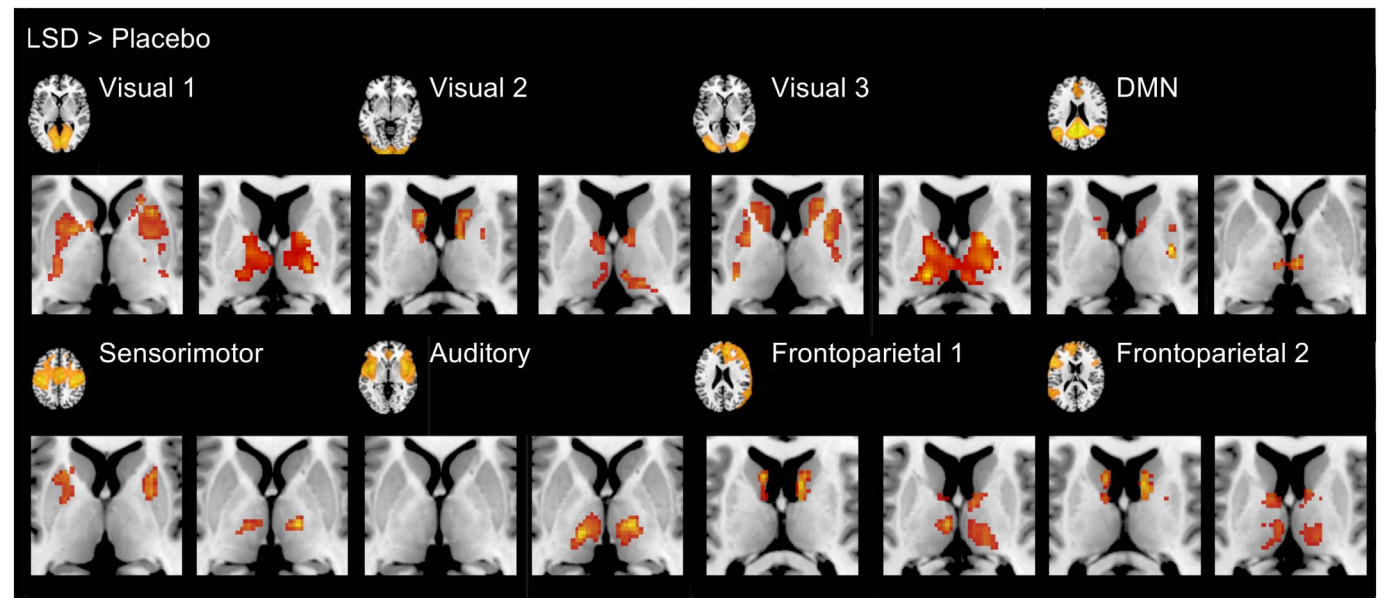 LSD > Placebo
Visual 1
Visual 2
Visual 3
DMN
Sensorimotor
Auditory
Frontoparietal 1
Frontoparietal 2